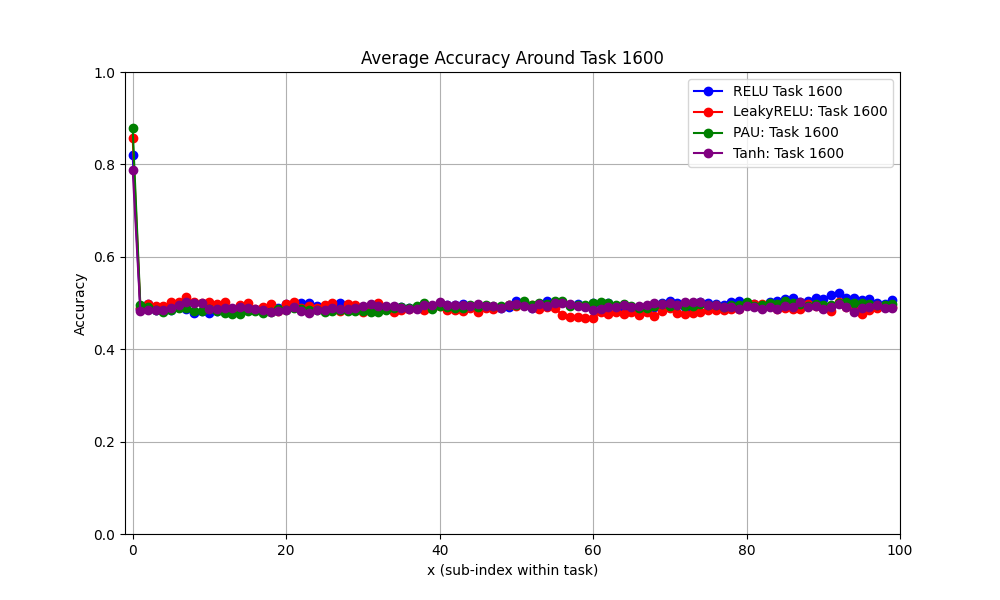 Average Accuracy Around Task 1600
RELU Task 1600
LeakyRELU: Task 1600
PAU: Task 1600
Tanh: Task 1600
1.0
0.8
0.6
0.4
0.2
0.0
Accuracy
0 20 40 60 80 100
x (sub-index within task)